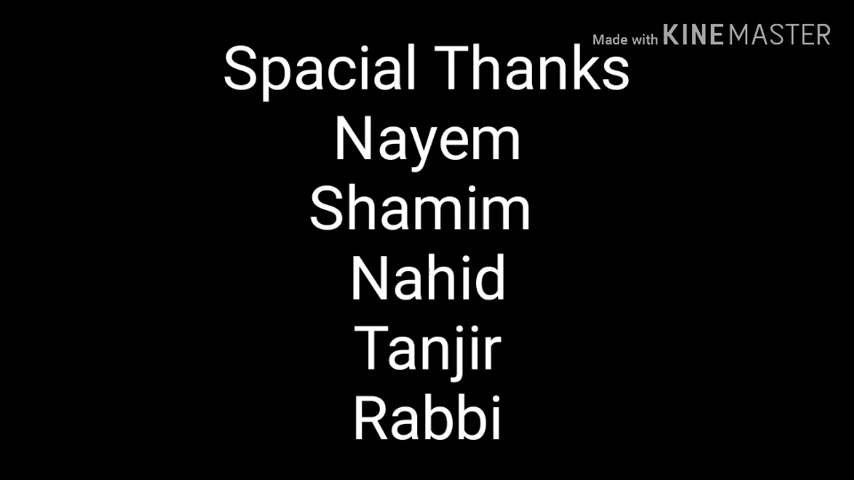 Made with KINEMASTER
Spacial Thanks
Nayem
Shamim
Nahid
Tanjir
Rabbi